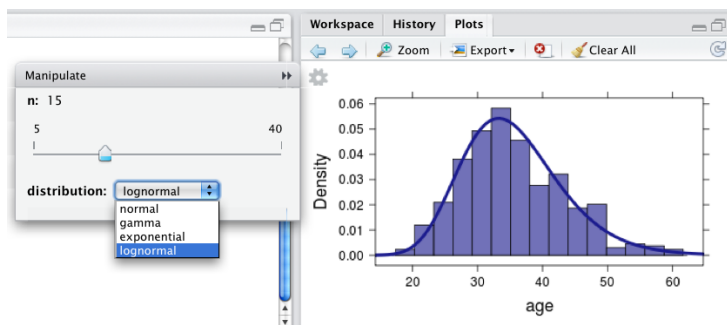 Manipulate
n: 15
5 40
distribution: lognormal
normal
gamma
exponential
lognormal
Workspace History Plots
Zoom Export Clear All
0.06
0.05
0.04
0.03
0.02
0.01
0.00
Density
20 30 40 50 60
age